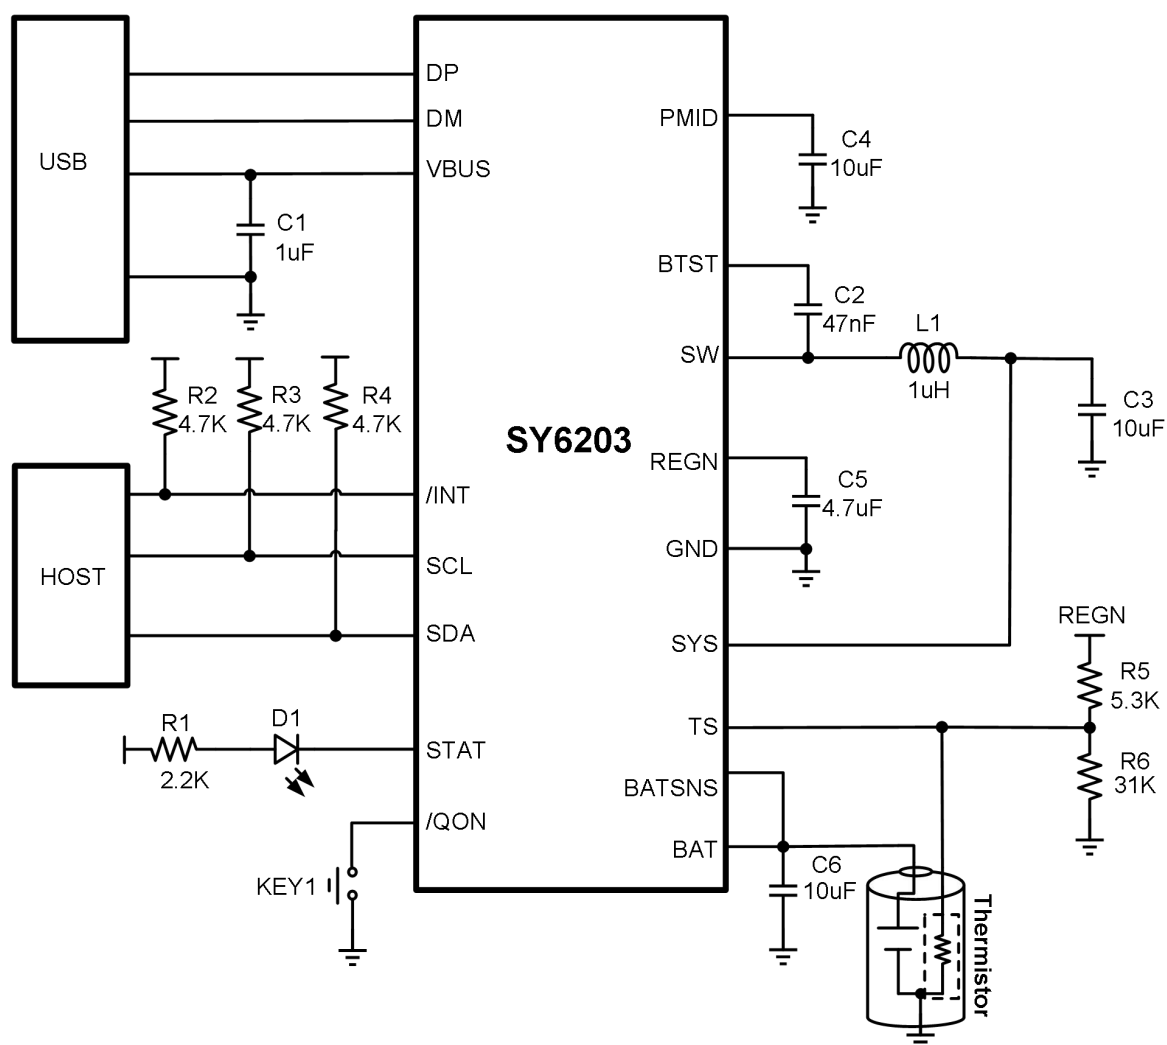 USB
DP
DM
VBUS
C1
1uF
R2
4.7K
R3
4.7K
R4
4.7K
HOST
/INT
SCL
SDA
R1
2.2K
D1
STAT
/QON
KEY1
SY6203
PMID
C4
10uF
BTST
C2
47nF
SW
L1
1uH
C3
10uF
REGN
C5
4.7uF
GND
SYS
REGN
R5
5.3K
TS
R6
31K
BATSNS
BAT
C6
10uF
Thermistor